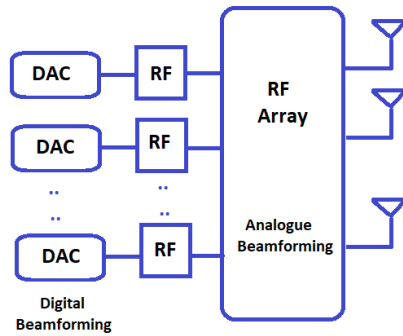 DAC
RF
DAC
RF
DAC
RF
RF
Array
Analogue
Beamforming
Digital
Beamforming